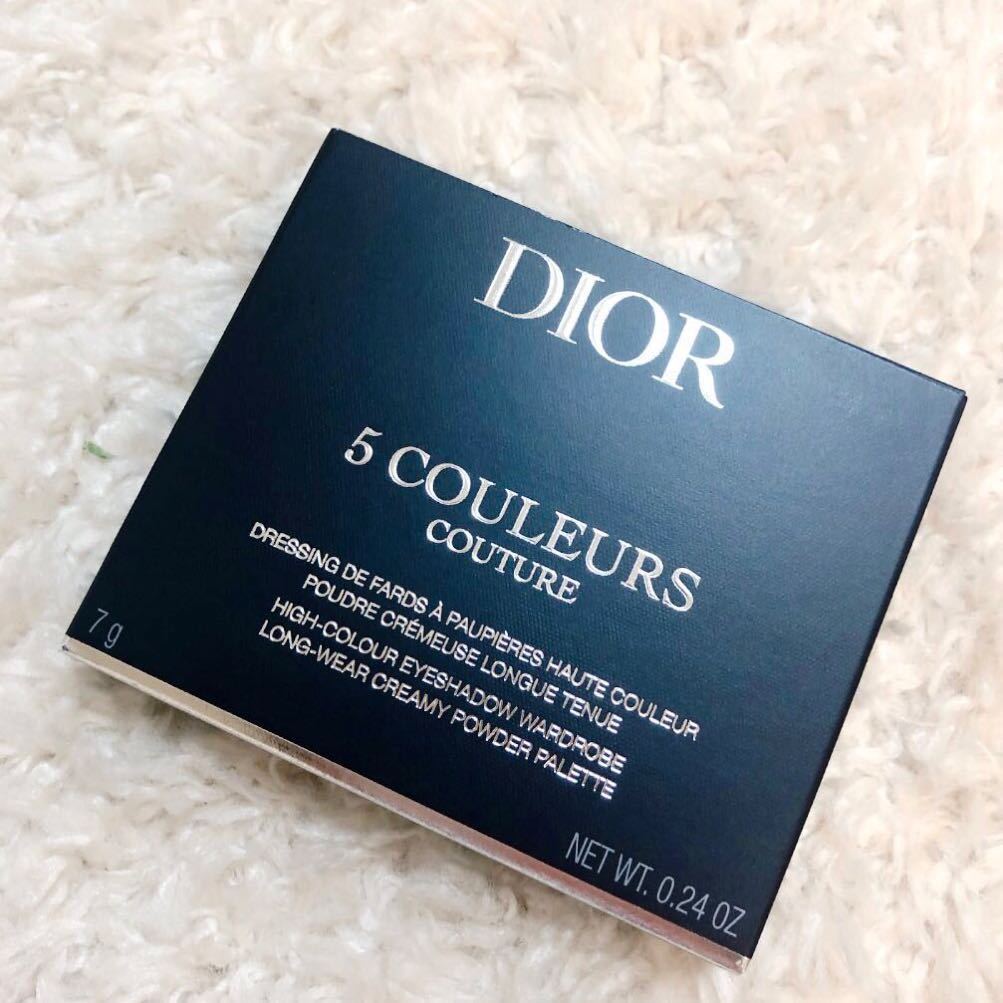 DIOR
5 COULEURS
COUTURE
DRESSING DE FARDS À PAUPIÈRES HAUTE COULEUR
POUDRE CRÉMEUSE LONGUE TENUE
HIGH-COLOUR EYESHADOW WARDROBE
LONG-WEAR CREAMY POWDER PALETTE
7 g
NET WT. 0.24 OZ